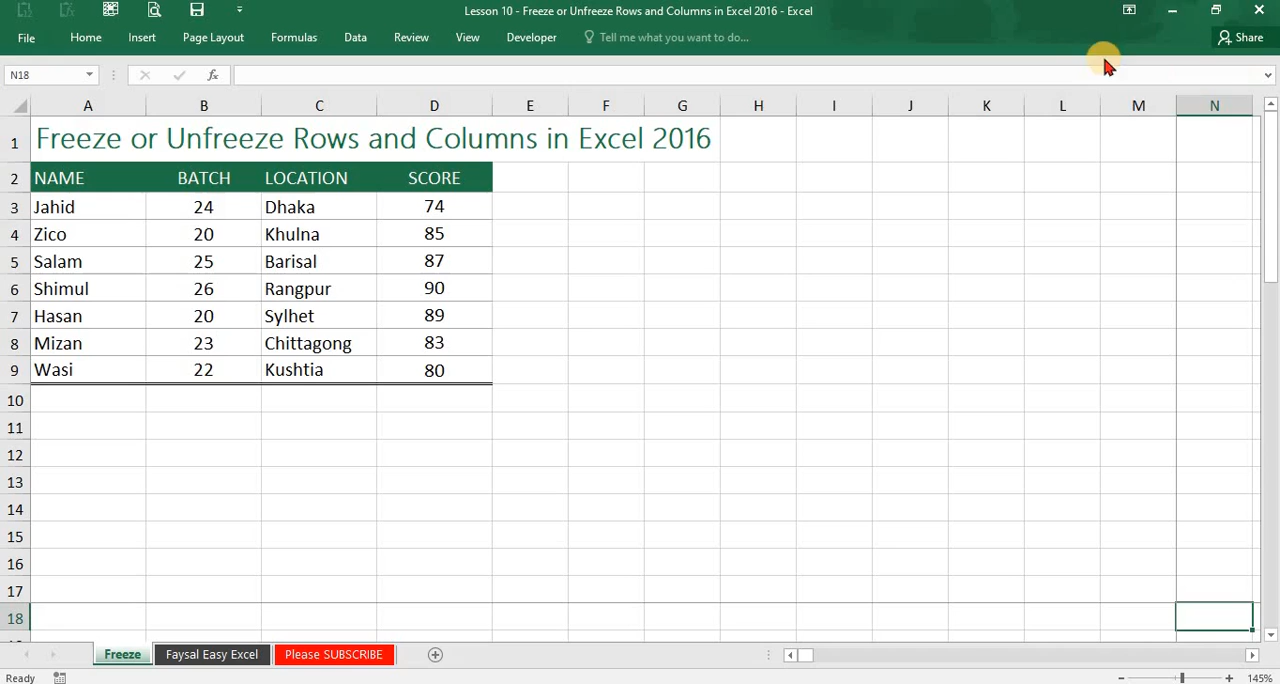 Lesson 10 - Freeze or Unfreeze Rows and Columns in Excel 2016 - Excel
File Home Insert Page Layout Formulas Data Review View Developer Tell me what you want to do... Share
N18 fx
A B C D E F G H I J K L M N
1 Freeze or Unfreeze Rows and Columns in Excel 2016
2 NAME BATCH LOCATION SCORE
3 Jahid 24 Dhaka 74
4 Zico 20 Khulna 85
5 Salam 25 Barisal 87
6 Shimul 26 Rangpur 90
7 Hasan 20 Sylhet 89
8 Mizan 23 Chittagong 83
9 Wasi 22 Kushtia 80
10
11
12
13
14
15
16
17
18
Freeze Faysal Easy Excel Please SUBSCRIBE
Ready 145%